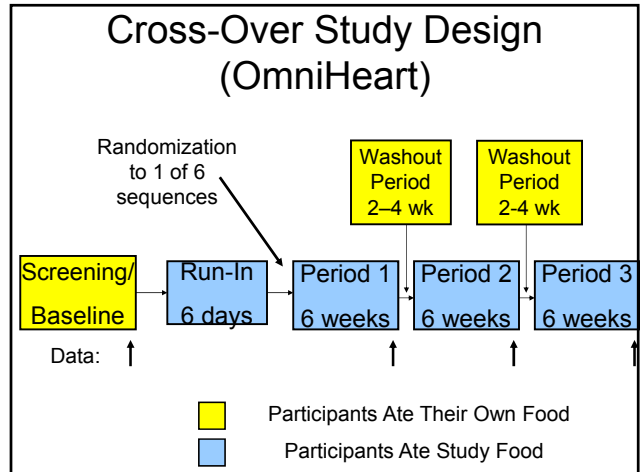 Cross-Over Study Design
(OmniHeart)
Randomization
to 1 of 6
sequences
Washout
Period
2–4 wk
Washout
Period
2-4 wk
Screening/
Baseline
Run-In
6 days
Period 1
6 weeks
Period 2
6 weeks
Period 3
6 weeks
Data:
Participants Ate Their Own Food
Participants Ate Study Food